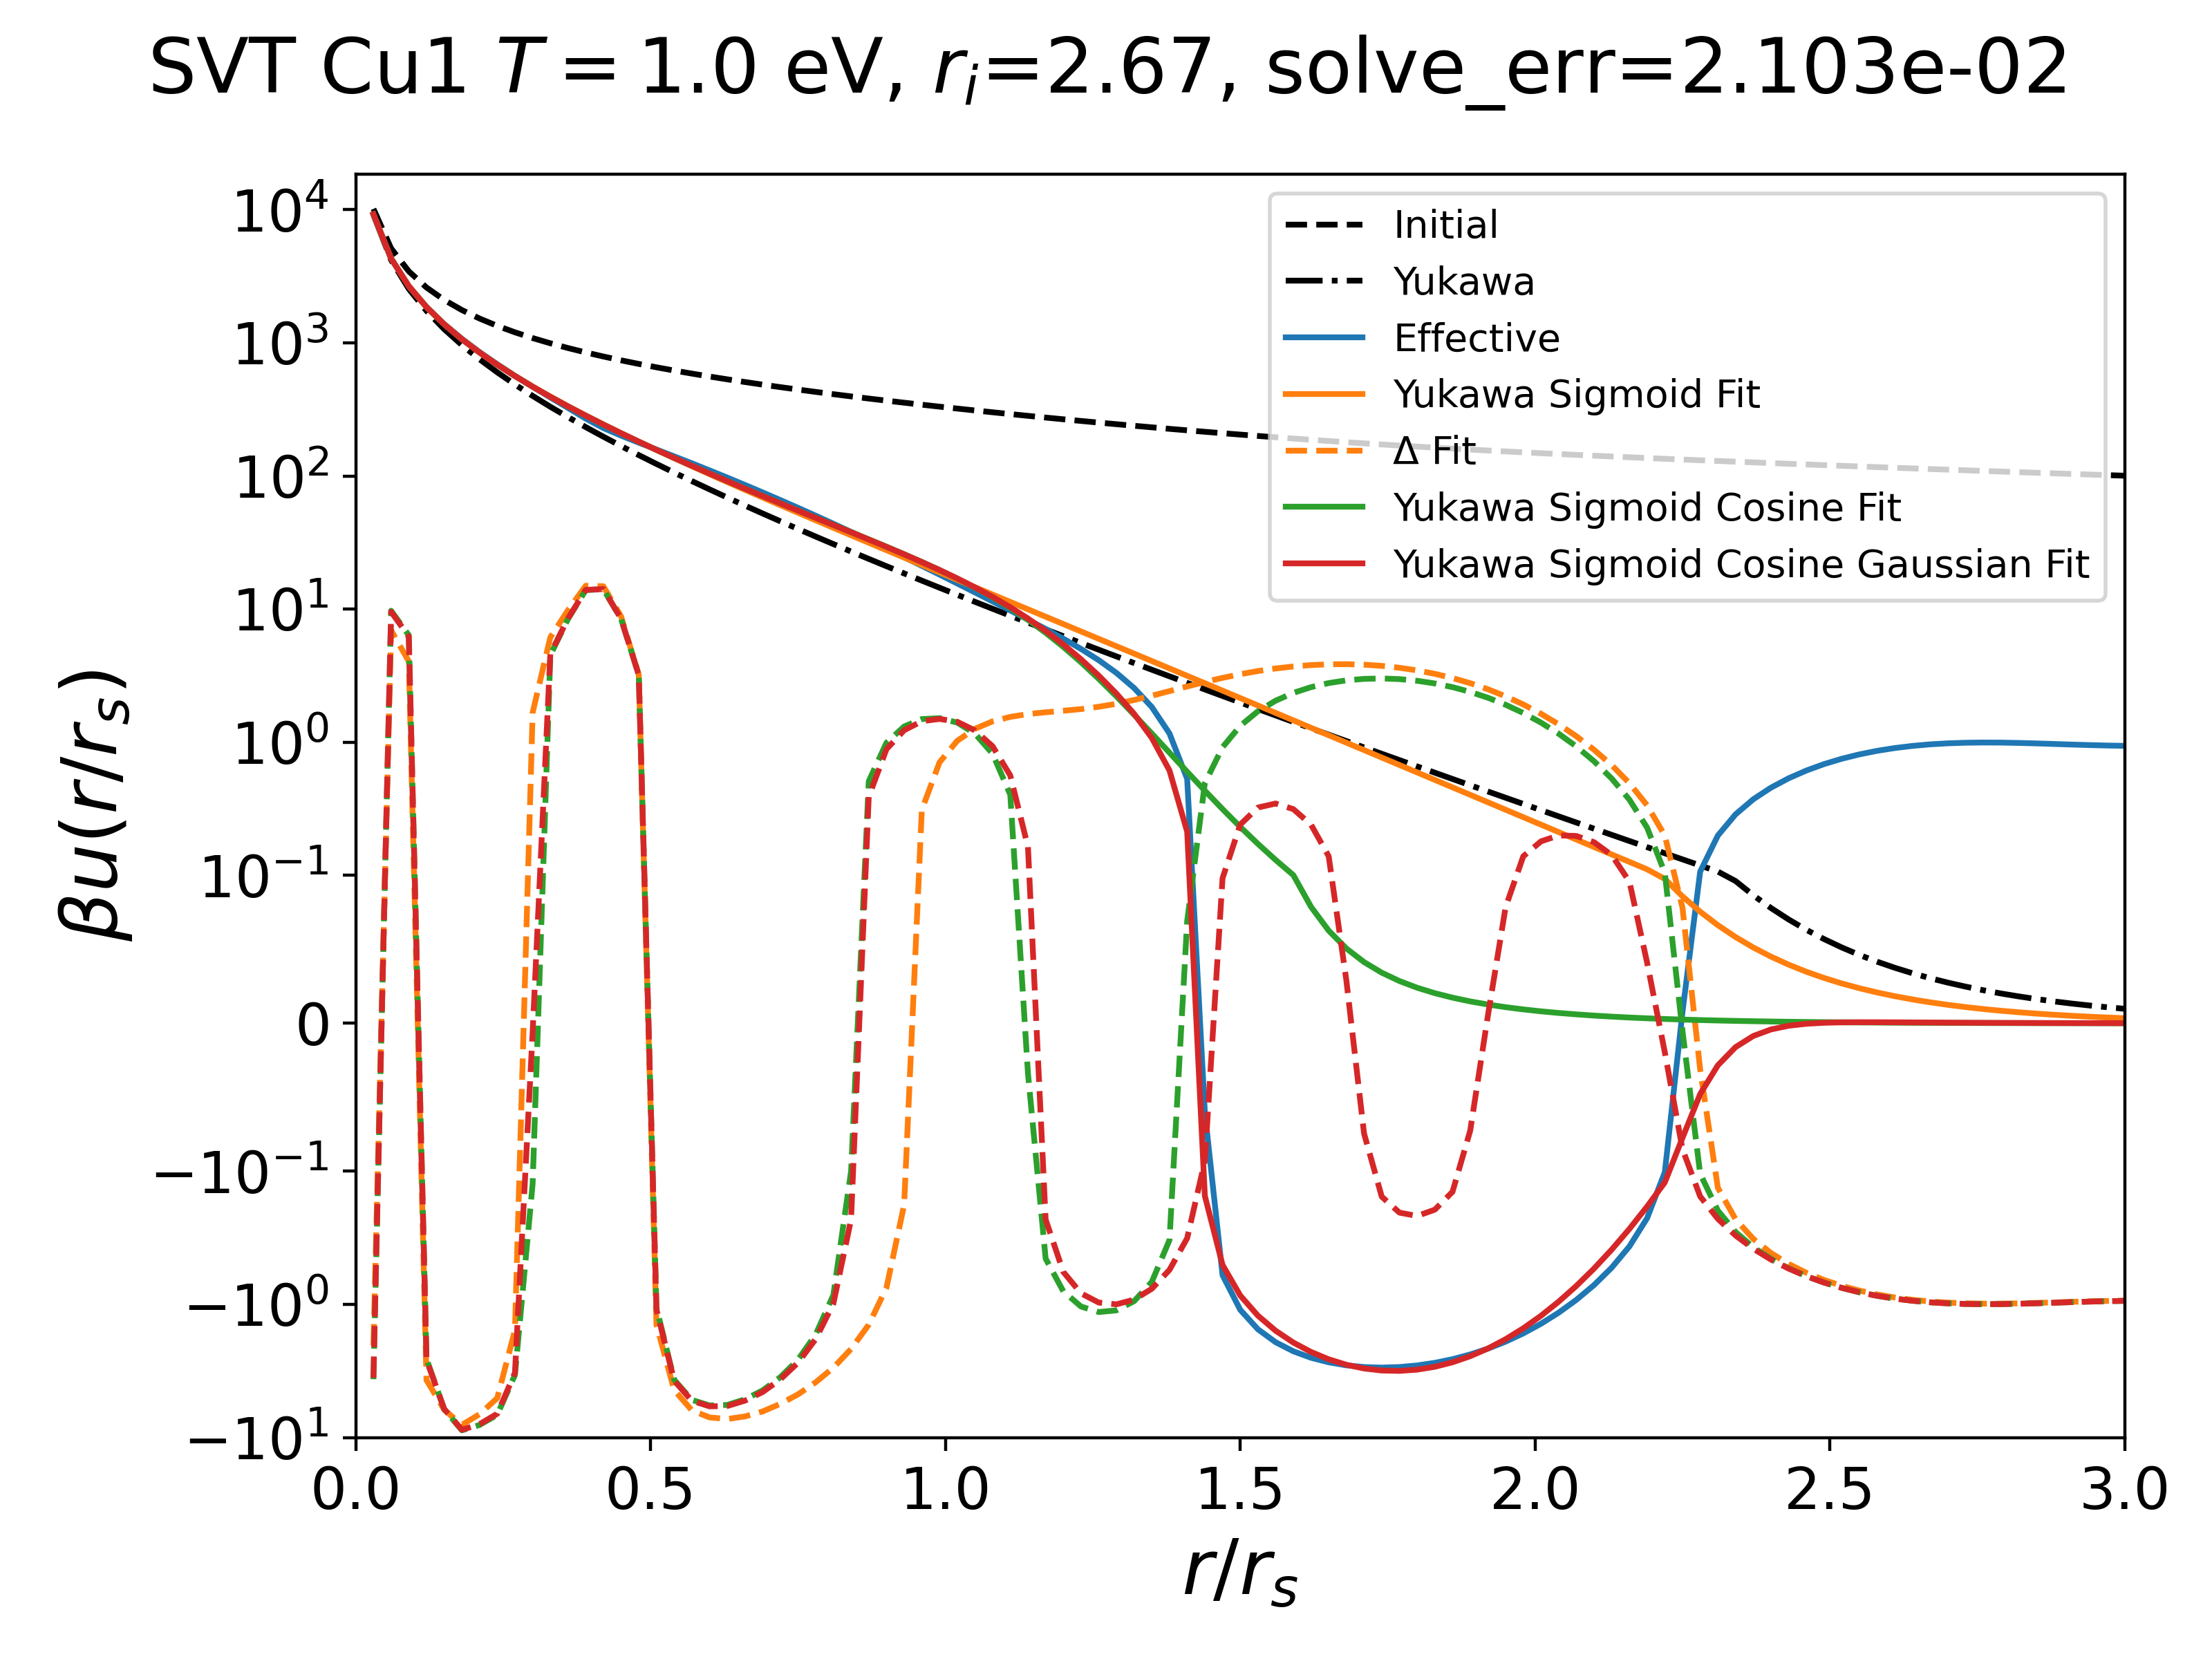 SVT Cu1 T = 1.0 eV, r_i=2.67, solve_err=2.103e-02
Initial
Yukawa
Effective
Yukawa Sigmoid Fit
Δ Fit
Yukawa Sigmoid Cosine Fit
Yukawa Sigmoid Cosine Gaussian Fit
βu(r/r_s)
10^4
10^3
10^2
10^1
10^0
10^−1
0
−10^−1
−10^0
−10^1
0.0 0.5 1.0 1.5 2.0 2.5 3.0
r/r_s